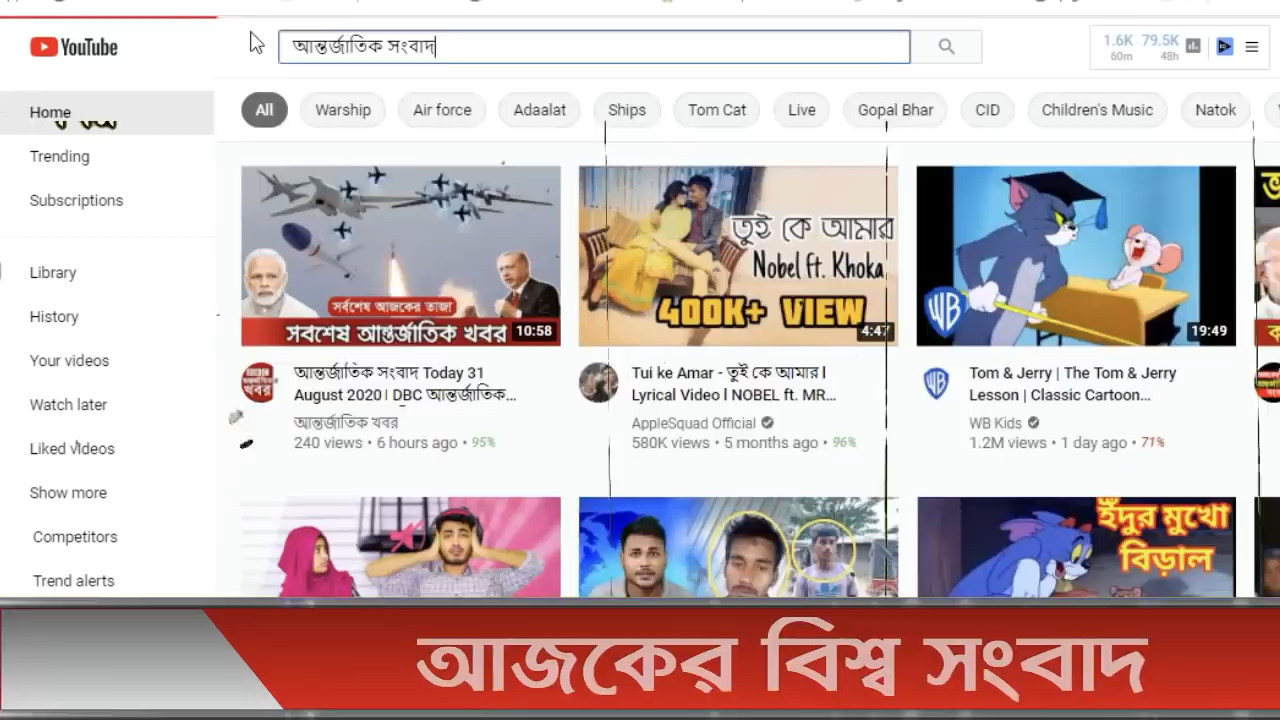 YouTube
আন্তর্জাতিক সংবাদ
1.6K 79.5K
60m 48h
Home
Trending
Subscriptions
Library
History
Your videos
Watch later
Liked videos
Show more
Competitors
Trend alerts
All Warship Air force Adaalat Ships Tom Cat Live Gopal Bhar CID Children's Music Natok
সর্বশেষ আজকের তাজা
সবশেষ আন্তর্জাতিক খবর
10:58
আন্তর্জাতিক সংবাদ Today 31
August 2020। DBC আন্তর্জাতিক...
আন্তর্জাতিক খবর
240 views • 6 hours ago • 95%
তুই কে আমার
Nobel ft. Khoka
400K+ VIEW
4:47
Tui ke Amar - তুই কে আমার l
Lyrical Video l NOBEL ft. MR...
AppleSquad Official
580K views • 5 months ago • 96%
WB
19:49
Tom & Jerry | The Tom & Jerry
Lesson | Classic Cartoon...
WB Kids
1.2M views • 1 day ago • 71%
ইঁদুর মুখো
বিড়াল
আজকের বিশ্ব সংবাদ